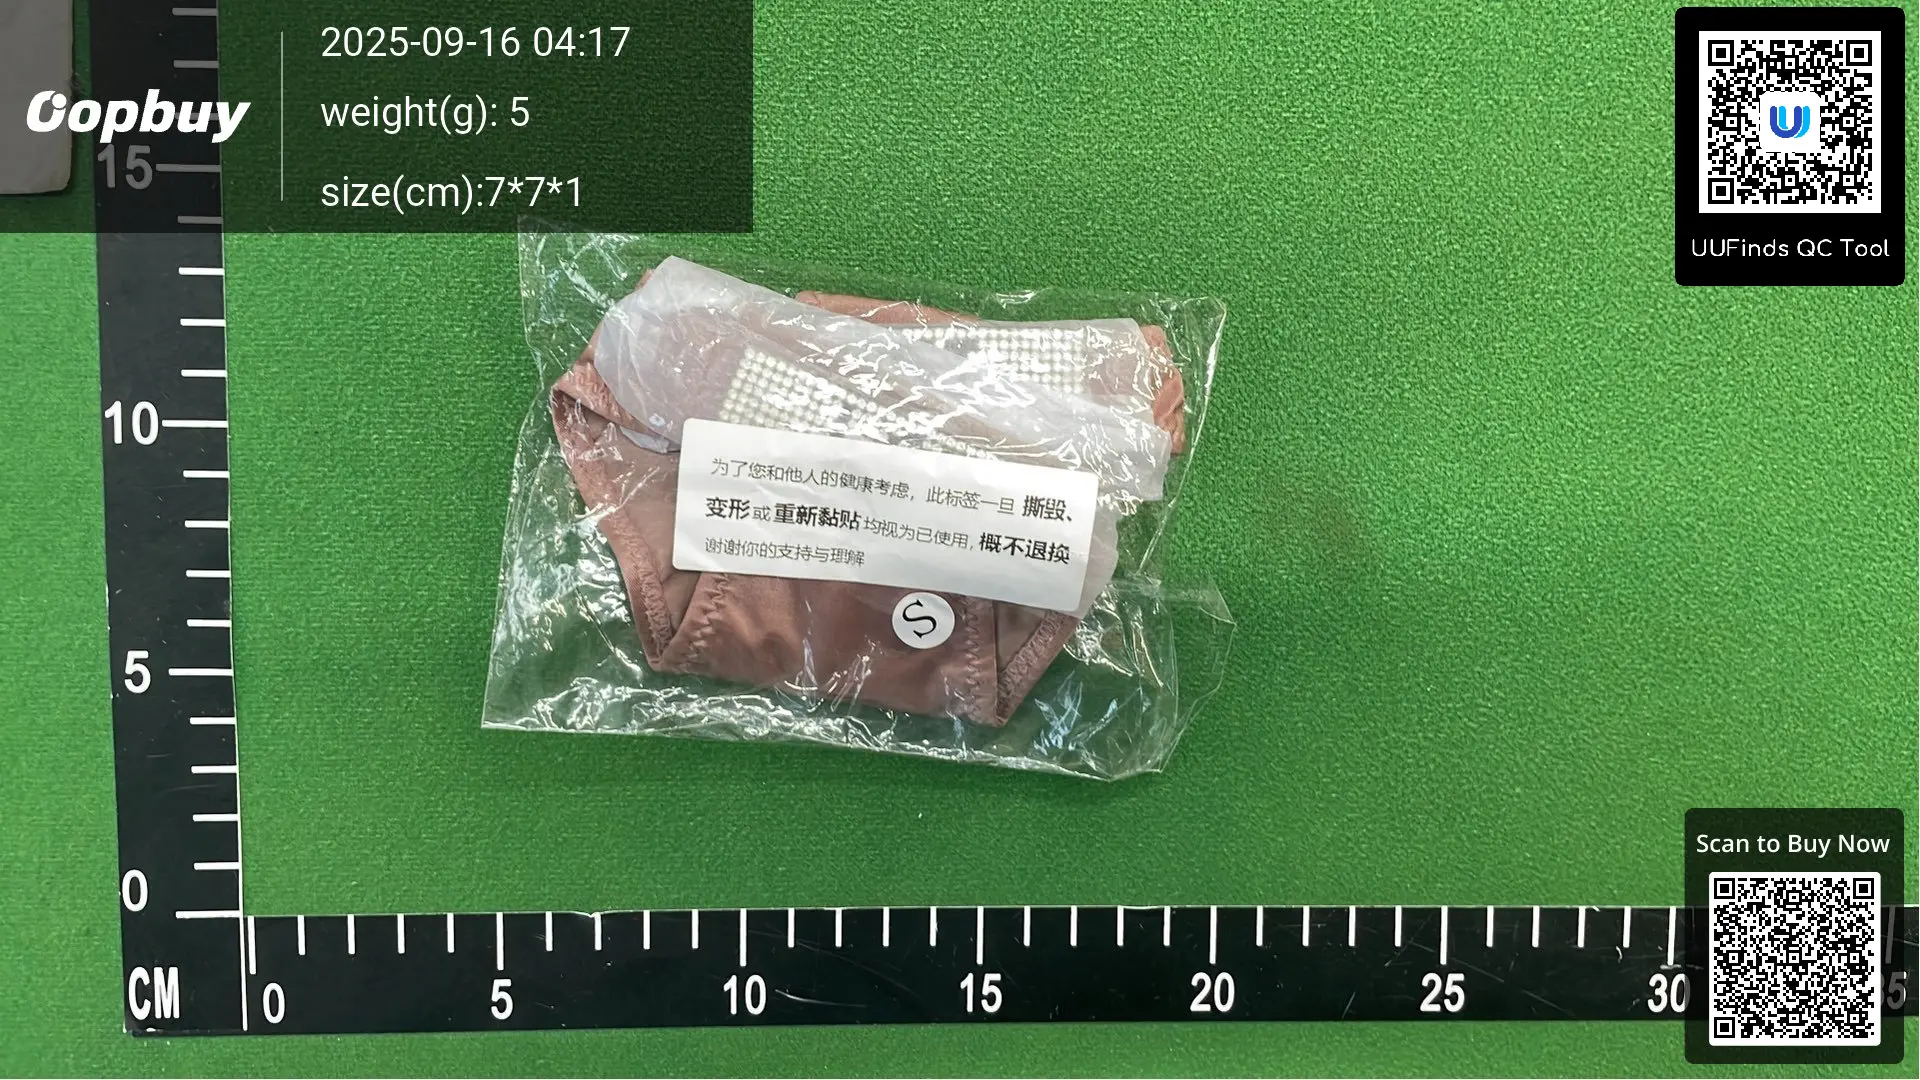 Oopbuy
2025-09-16 04:17
weight(g): 5
size(cm):7*7*1
UUFinds QC Tool
15
10
5
0
CM
为了您和他人的健康考虑，此标签一旦 撕毁、
变形或重新黏贴均视为已使用, 概不退换
谢谢你的支持与理解
S
Scan to Buy Now
0 5 10 15 20 25 30 35